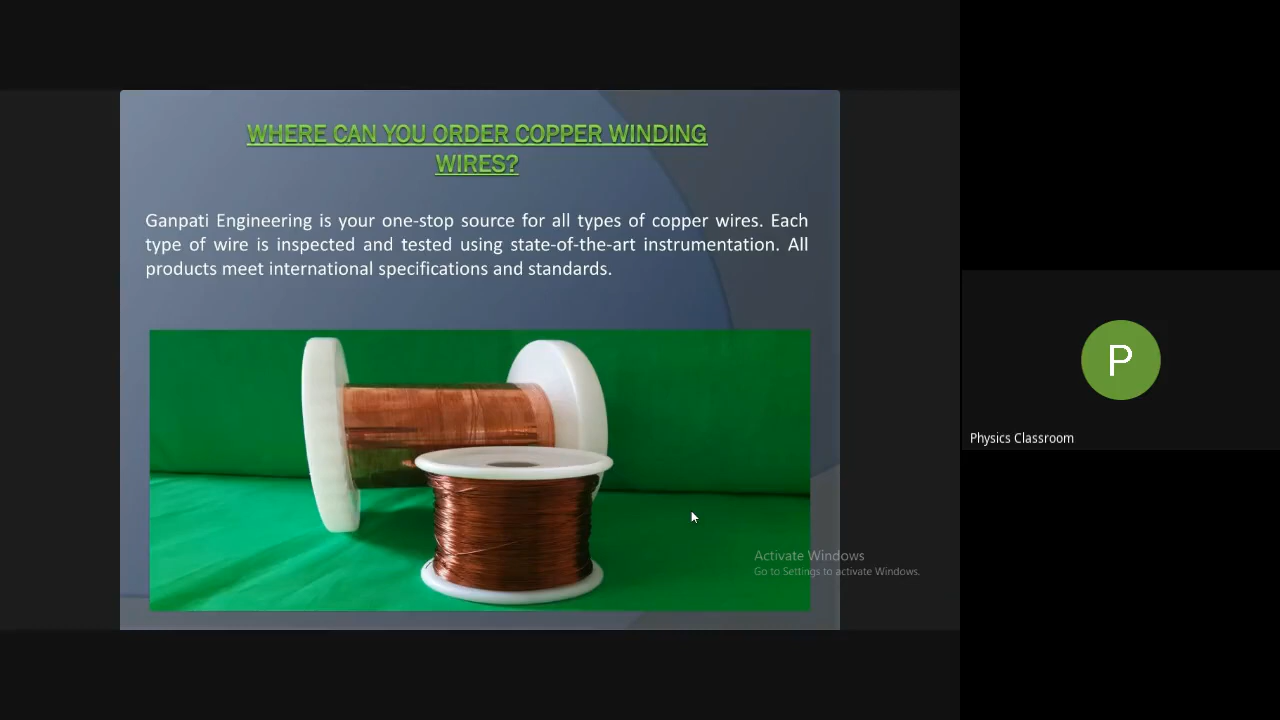 WHERE CAN YOU ORDER COPPER WINDING
WIRES?
Ganpati Engineering is your one-stop source for all types of copper wires. Each
type of wire is inspected and tested using state-of-the-art instrumentation. All
products meet international specifications and standards.
P
Physics Classroom
Activate Windows
Go to Settings to activate Windows.